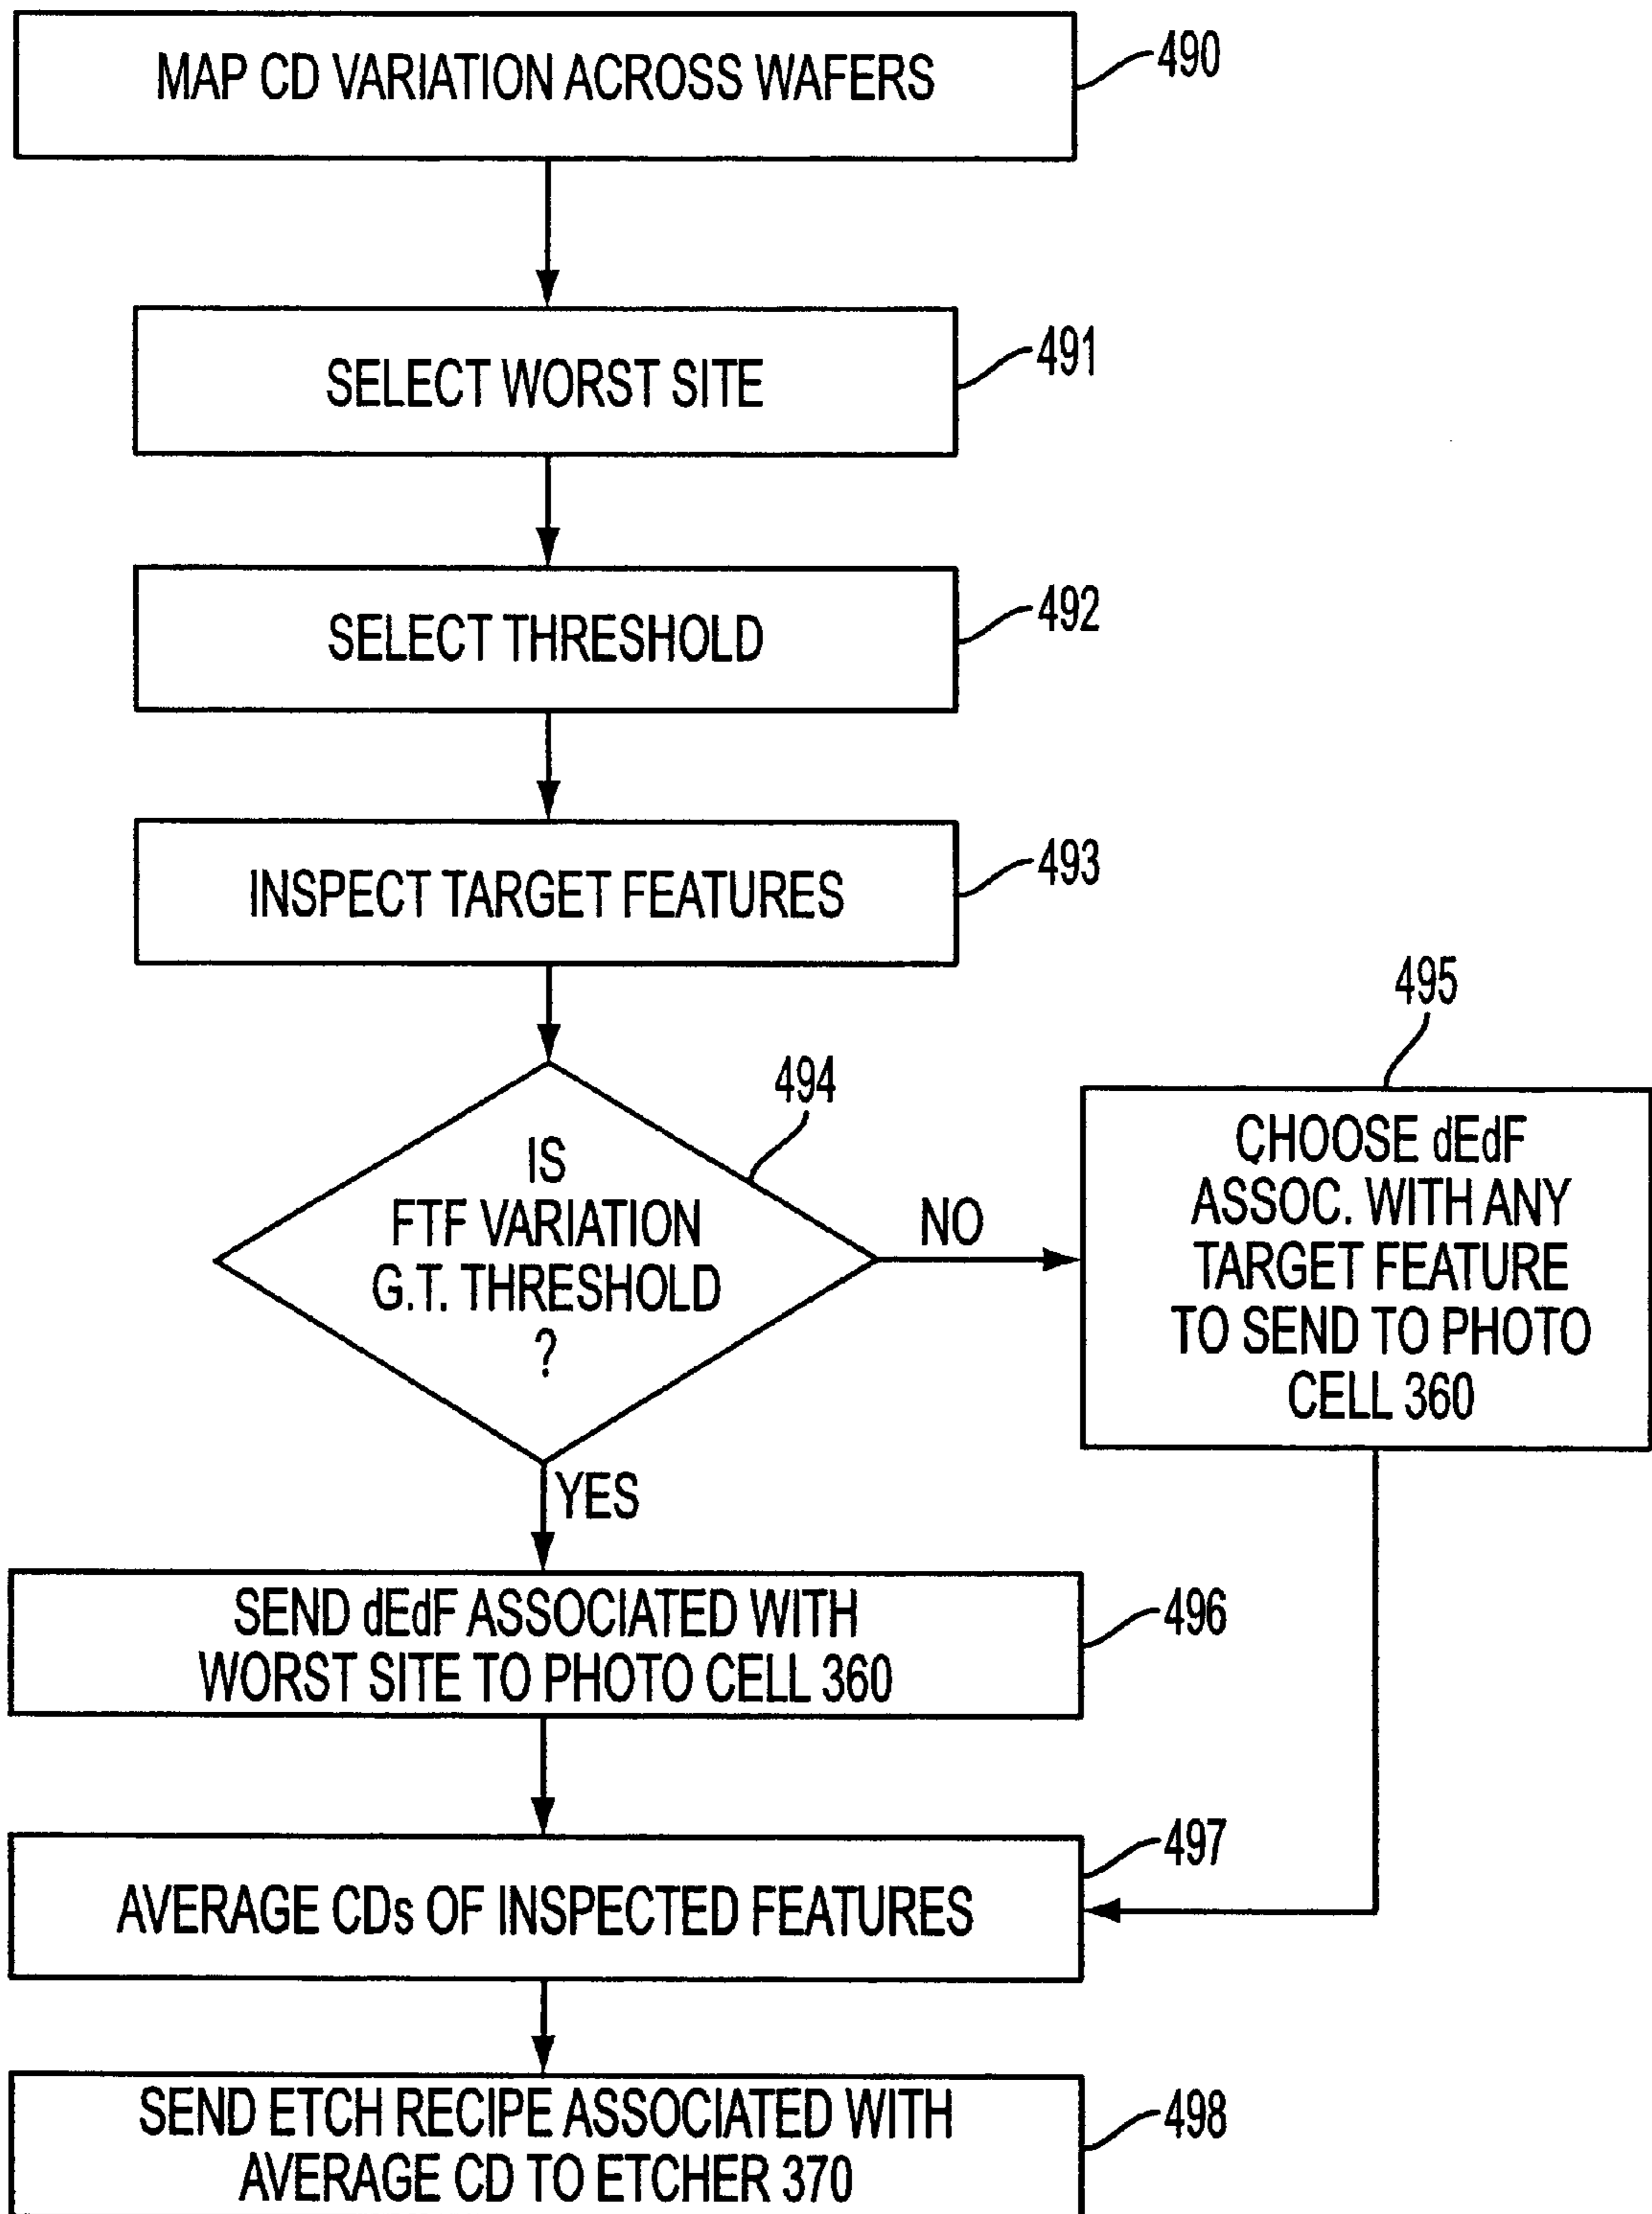 MAP CD VARIATION ACROSS WAFERS
490
SELECT WORST SITE
491
SELECT THRESHOLD
492
INSPECT TARGET FEATURES
493
494
IS
FTF VARIATION
G.T. THRESHOLD
?
NO
495
CHOOSE dEdF
ASSOC. WITH ANY
TARGET FEATURE
TO SEND TO PHOTO
CELL 360
YES
SEND dEdF ASSOCIATED WITH
WORST SITE TO PHOTO CELL 360
496
AVERAGE CDs OF INSPECTED FEATURES
497
SEND ETCH RECIPE ASSOCIATED WITH
AVERAGE CD TO ETCHER 370
498